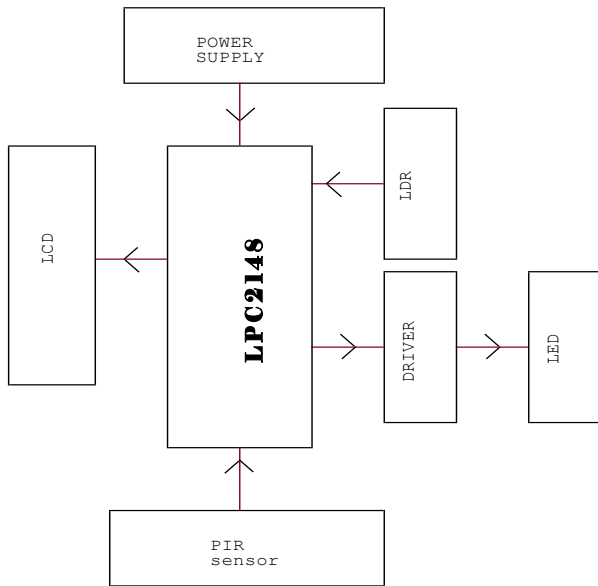 POWER
SUPPLY
LCD
LPC2148
LDR
DRIVER
LED
PIR
sensor